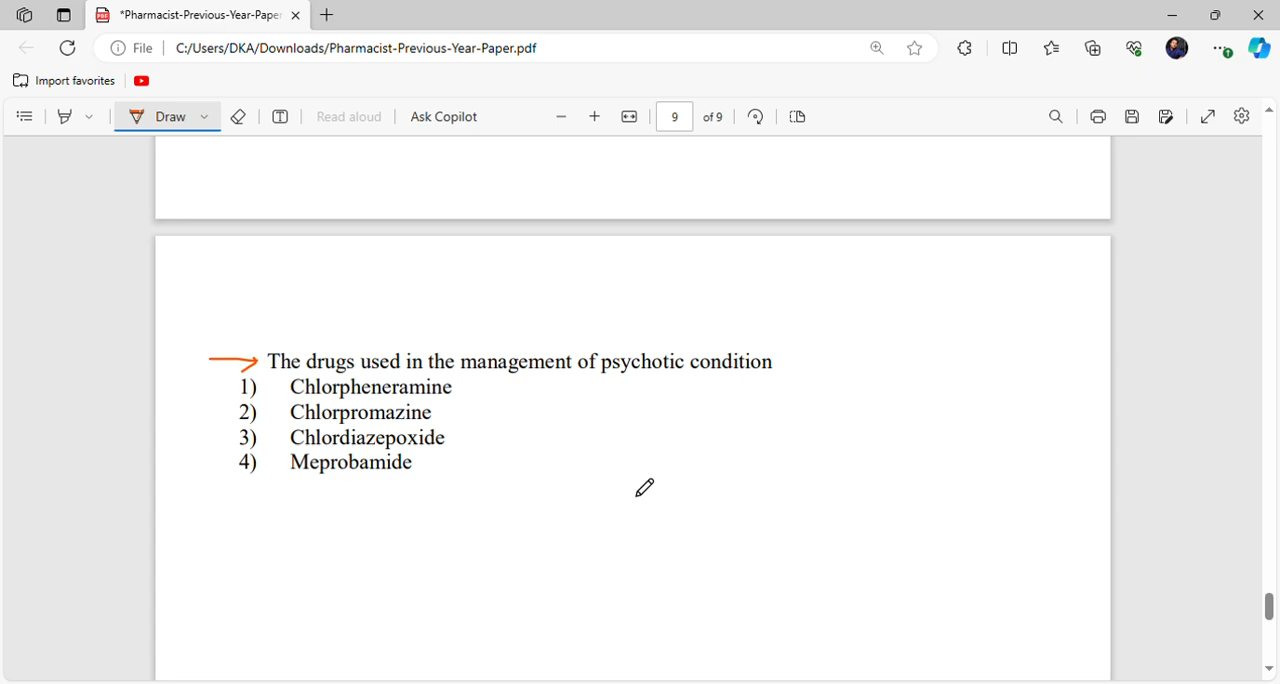 *Pharmacist-Previous-Year-Paper
File C:/Users/DKA/Downloads/Pharmacist-Previous-Year-Paper.pdf
Import favorites
Draw Read aloud Ask Copilot 9 of 9
The drugs used in the management of psychotic condition
1) Chlorpheneramine
2) Chlorpromazine
3) Chlordiazepoxide
4) Meprobamide